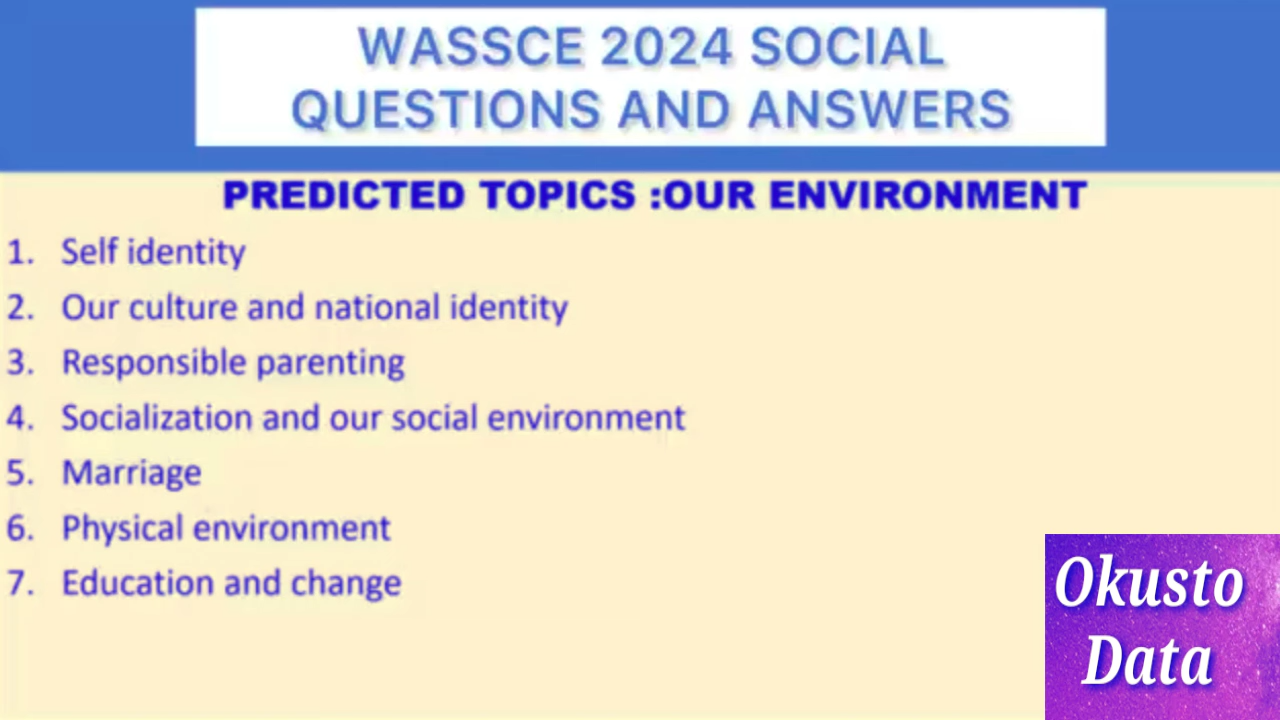 WASSCE 2024 SOCIAL
QUESTIONS AND ANSWERS
PREDICTED TOPICS :OUR ENVIRONMENT
1. Self identity
2. Our culture and national identity
3. Responsible parenting
4. Socialization and our social environment
5. Marriage
6. Physical environment
7. Education and change
Okusto
Data